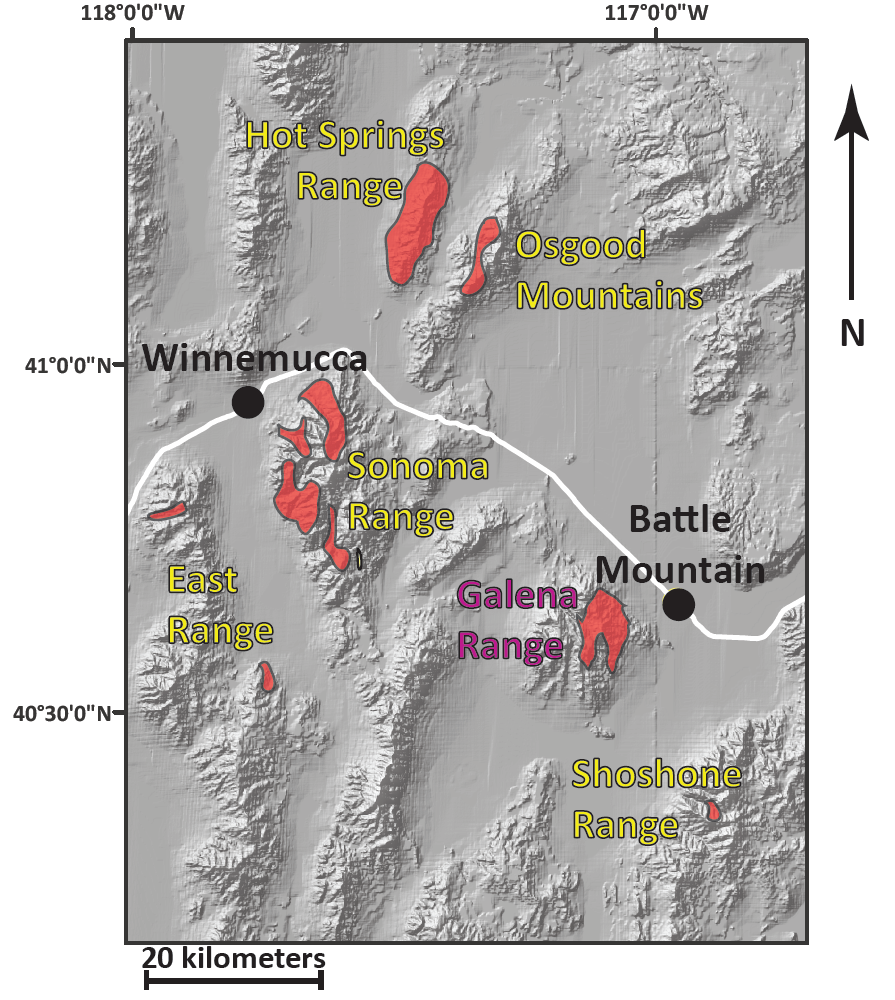 118°0'0"W
117°0'0"W
Hot Springs
Range
Osgood
Mountains
N
41°0'0"N
Winnemucca
Sonoma
Range
Battle
Mountain
East
Range
Galena
Range
40°30'0"N
Shoshone
Range
20 kilometers